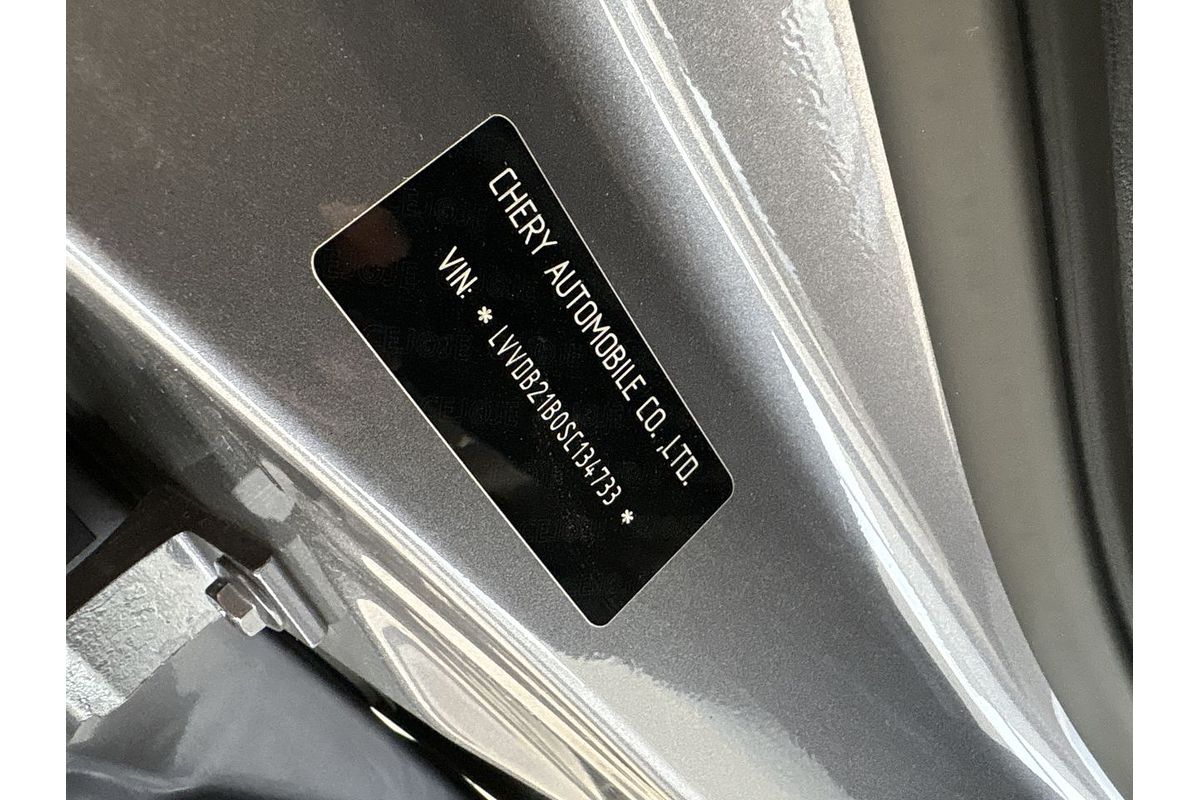 CHERY AUTOMOBILE CO.,LTD.
VIN: * LVVDB21B0SC134733 *